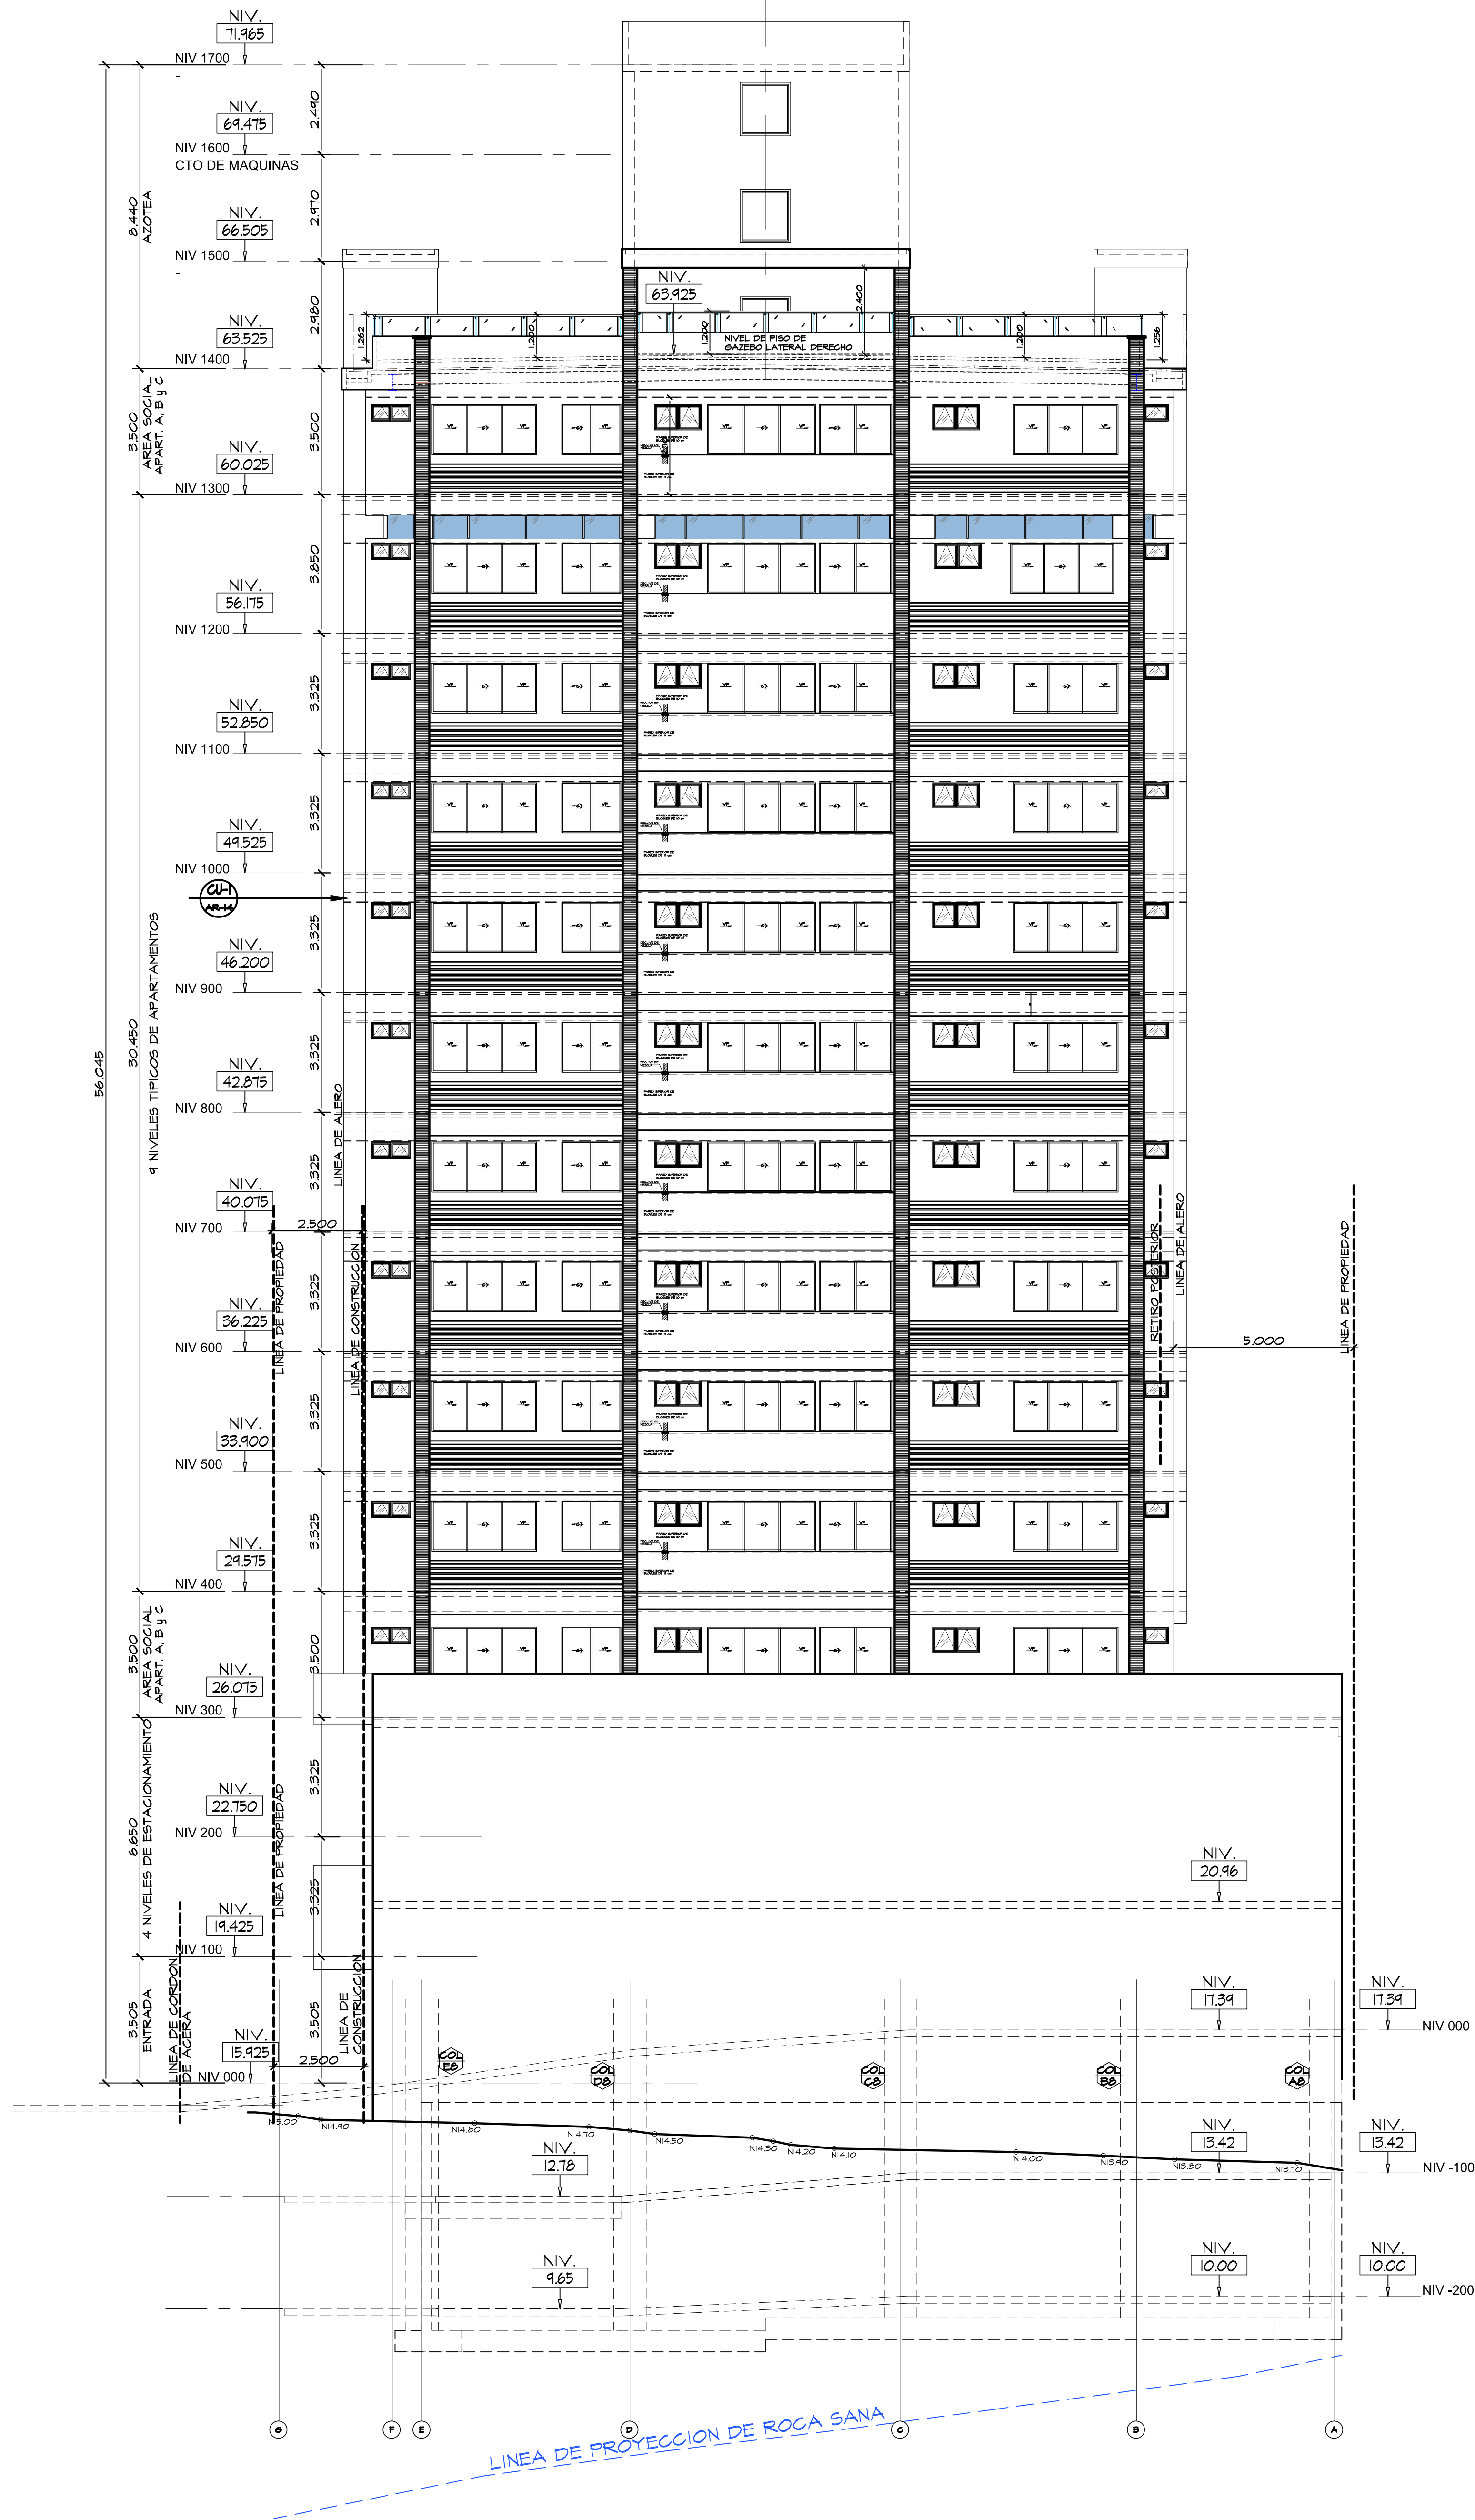 NIV.
71.965
NIV 1700
-
2.490
NIV.
69.475
NIV 1600
CTO DE MAQUINAS
2.970
8.440
AZOTEA
NIV.
66.505
NIV 1500
-
2.980
NIV.
63.925
2.400
1.262
1.200
1.200
1.200
1.256
NIVEL DE PISO DE
GAZEBO LATERAL DERECHO
NIV.
63.525
NIV 1400
3.500
AREA SOCIAL
APART. A, B y C
3.500
NIV.
60.025
NIV 1300
3.850
NIV.
56.175
NIV 1200
3.325
NIV.
52.850
NIV 1100
3.325
NIV.
49.525
NIV 1000
CU-1
AR-14
3.325
NIV.
46.200
NIV 900
3.325
56.045
30.450
9 NIVELES TIPICOS DE APARTAMENTOS
NIV.
42.875
NIV 800
LINEA DE ALERO
3.325
NIV.
40.075
NIV 700
2.500
LINEA DE PROPIEDAD
LINEA DE CONSTRUCCION
3.325
RETIRO POSTERIOR
LINEA DE ALERO
LINEA DE PROPIEDAD
5.000
NIV.
36.225
NIV 600
3.325
NIV.
33.900
NIV 500
3.325
NIV.
29.575
NIV 400
3.500
AREA SOCIAL
APART. A, B y C
3.500
NIV.
26.075
NIV 300
3.325
6.650
4 NIVELES DE ESTACIONAMIENTO
NIV.
22.750
NIV 200
LINEA DE PROPIEDAD
3.325
NIV.
20.96
NIV.
19.425
NIV 100
3.505
ENTRADA
LINEA DE CORDON
DE ACERA
3.505
LINEA DE
CONSTRUCCION
NIV.
17.39
NIV.
17.39
NIV 000
NIV.
15.925
NIV 000
2.500
COL
E8
COL
D8
COL
C8
COL
B8
COL
A8
N15.00
N14.90
N14.80
N14.70
N14.50
N14.30
N14.20
N14.10
N14.00
N13.90
N13.80
N13.70
NIV.
12.78
NIV.
13.42
NIV.
13.42
NIV -100
NIV.
9.65
NIV.
10.00
NIV.
10.00
NIV -200
G
F
E
D
C
B
A
LINEA DE PROYECCION DE ROCA SANA